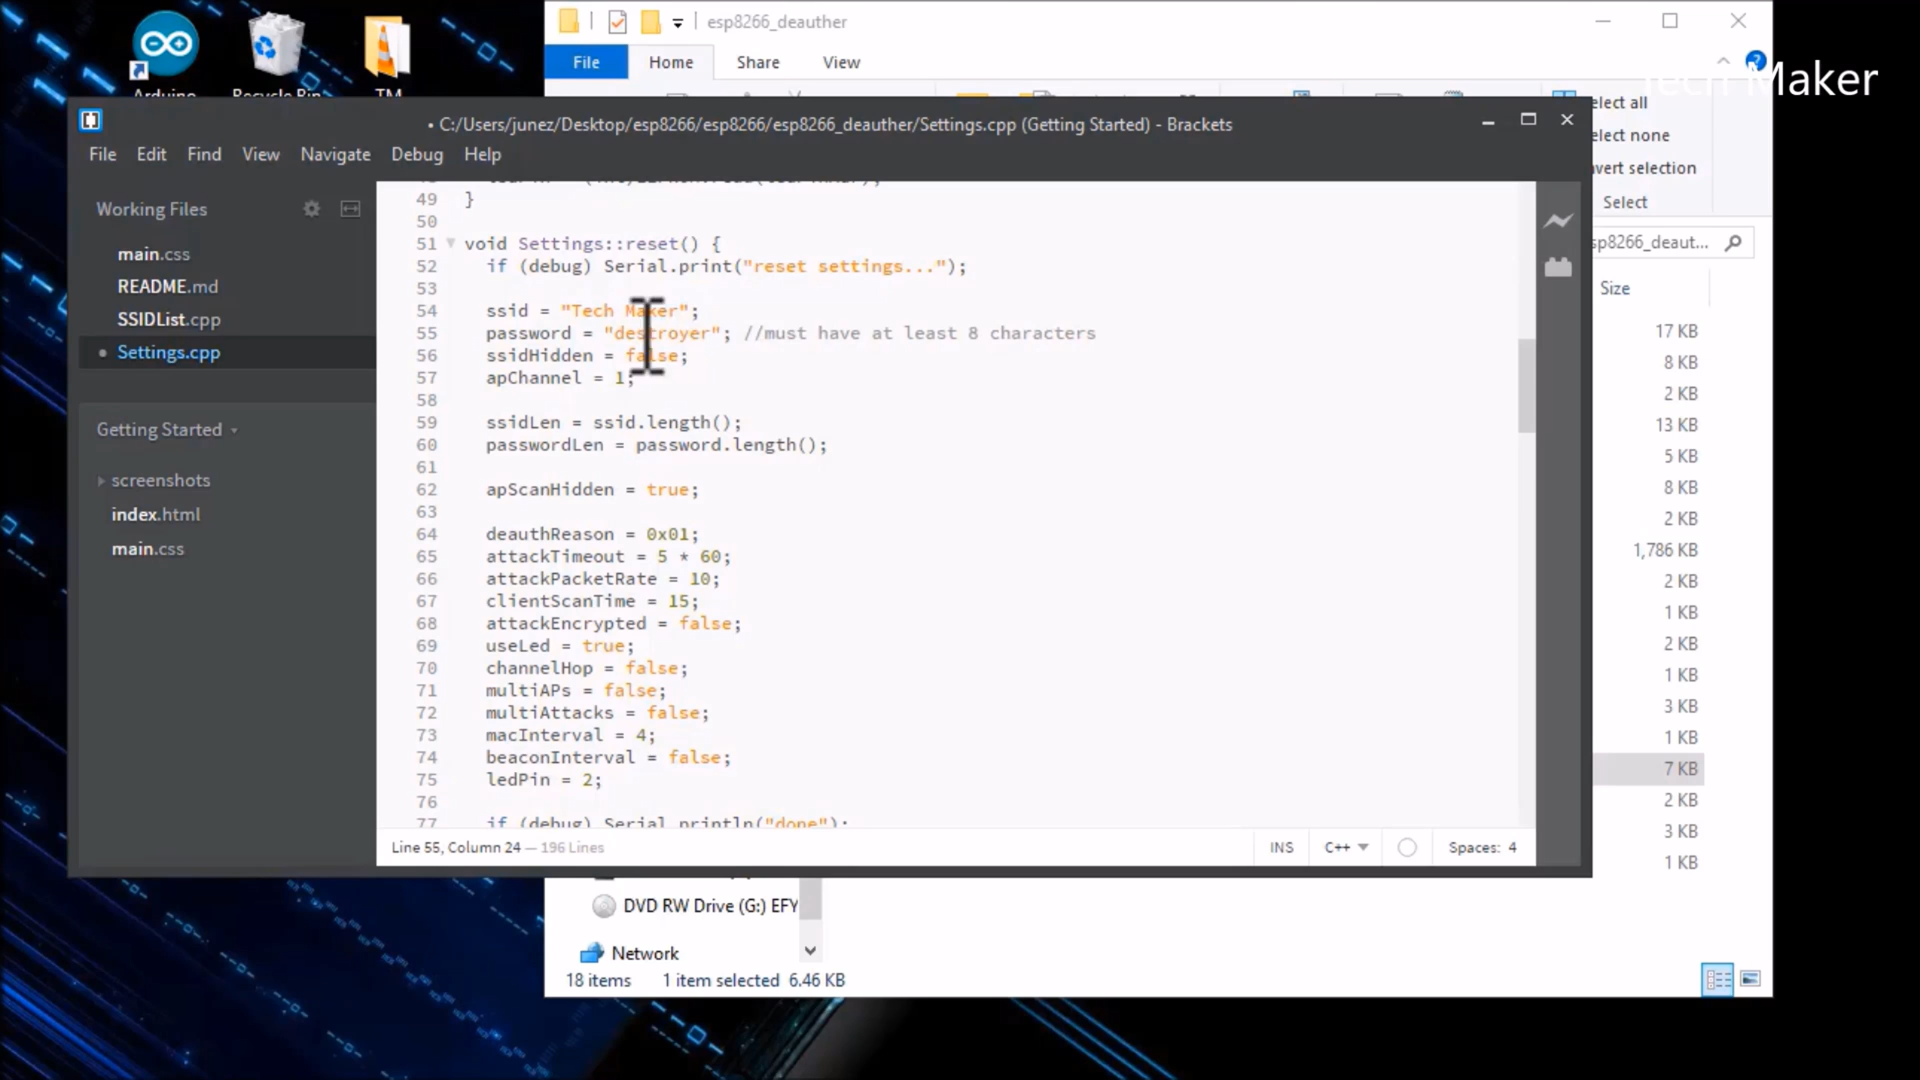 esp8266_deauther
File Home Share View
Tech Maker
Recycle Bin
TM
Select all
Select none
Invert selection
Select
Size
17 KB
8 KB
2 KB
13 KB
5 KB
8 KB
2 KB
1,786 KB
2 KB
1 KB
2 KB
1 KB
3 KB
1 KB
7 KB
2 KB
3 KB
1 KB
• C:/Users/junez/Desktop/esp8266/esp8266/esp8266_deauther/Settings.cpp (Getting Started) - Brackets
File Edit Find View Navigate Debug Help
Working Files
main.css
README.md
SSIDList.cpp
Settings.cpp
Getting Started
screenshots
index.html
main.css
49 }
50
51 void Settings::reset() {
52 if (debug) Serial.print("reset settings...");
53
54 ssid = "Tech Maker";
55 password = "destroyer"; //must have at least 8 characters
56 ssidHidden = false;
57 apChannel = 1;
58
59 ssidLen = ssid.length();
60 passwordLen = password.length();
61
62 apScanHidden = true;
63
64 deauthReason = 0x01;
65 attackTimeout = 5 * 60;
66 attackPacketRate = 10;
67 clientScanTime = 15;
68 attackEncrypted = false;
69 useLed = true;
70 channelHop = false;
71 multiAPs = false;
72 multiAttacks = false;
73 macInterval = 4;
74 beaconInterval = false;
75 ledPin = 2;
76
77 if (debug) Serial.println("done");
Line 55, Column 24 — 196 Lines
INS C++ Spaces: 4
DVD RW Drive (G:) EFY
Network
18 items 1 item selected 6.46 KB